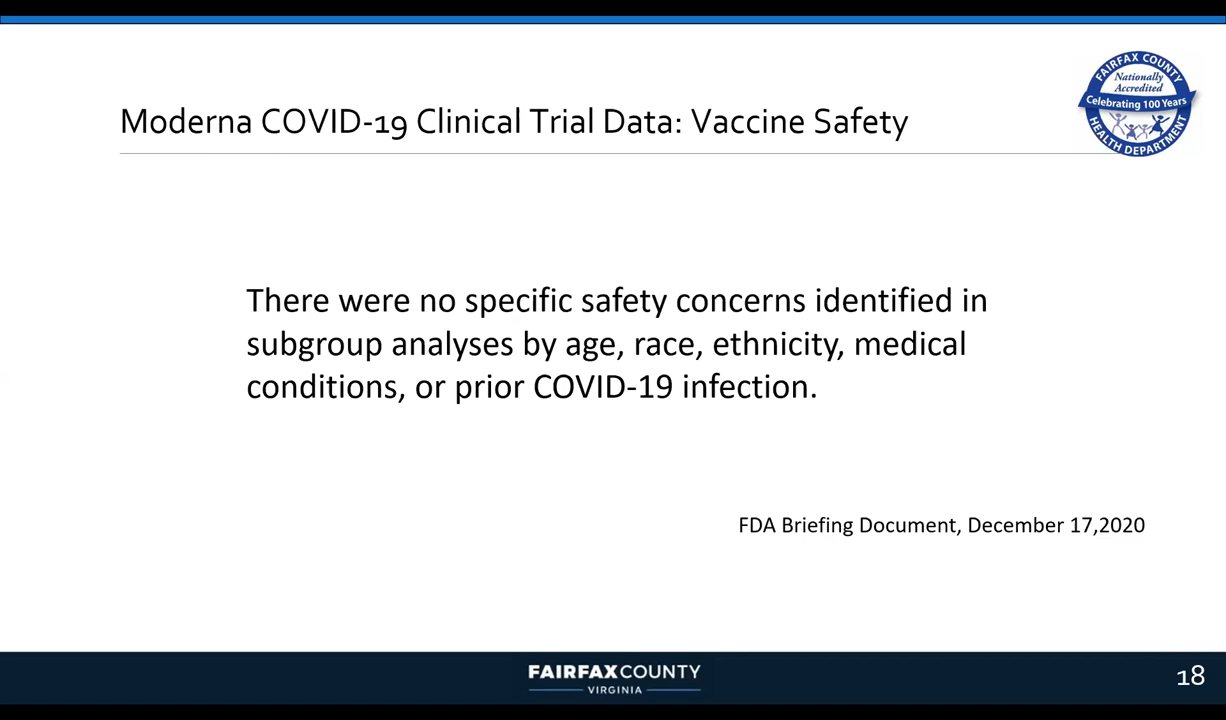 Moderna COVID-19 Clinical Trial Data: Vaccine Safety
FAIRFAX COUNTY
Nationally
Accredited
Celebrating 100 Years
HEALTH DEPARTMENT
There were no specific safety concerns identified in
subgroup analyses by age, race, ethnicity, medical
conditions, or prior COVID-19 infection.
FDA Briefing Document, December 17,2020
FAIRFAXCOUNTY
VIRGINIA
18